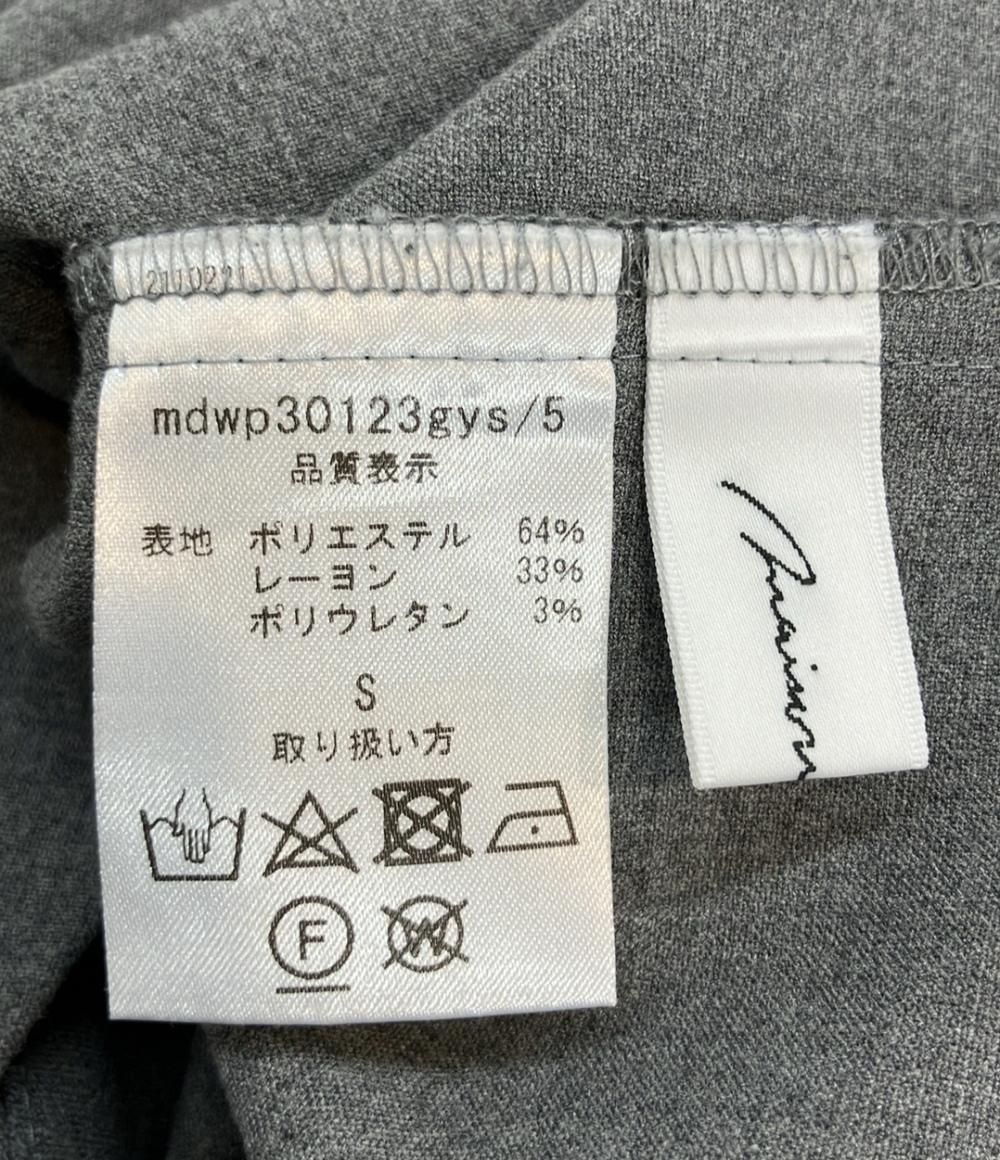 mdwp30123gys/5
品質表示
表地 ポリエステル 64%
レーヨン 33%
ポリウレタン 3%
S
取り扱い方
F
W